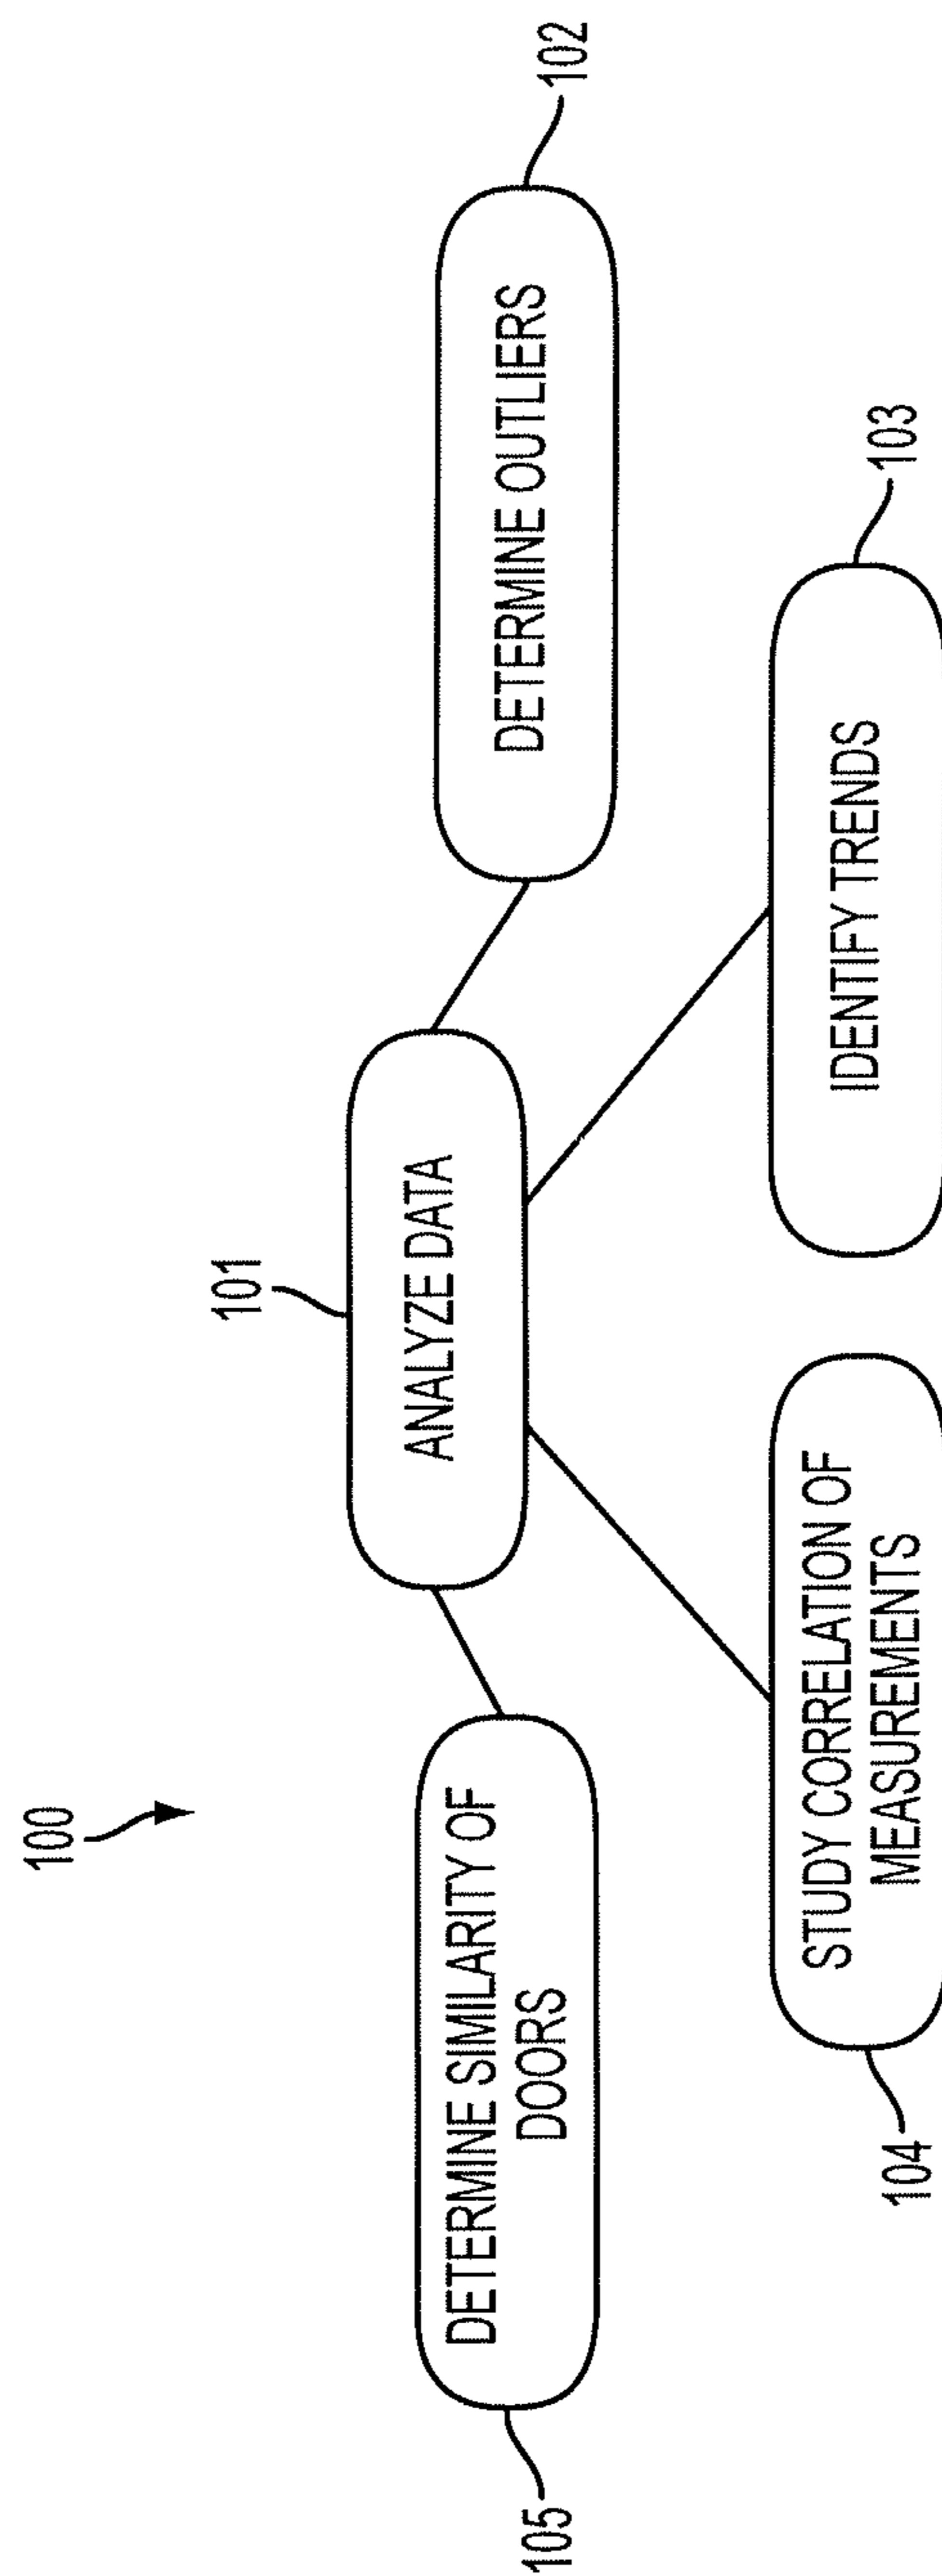 100
101
ANALYZE DATA
105
DETERMINE SIMILARITY OF
DOORS
DETERMINE OUTLIERS
102
104
STUDY CORRELATION OF
MEASUREMENTS
IDENTIFY TRENDS
103